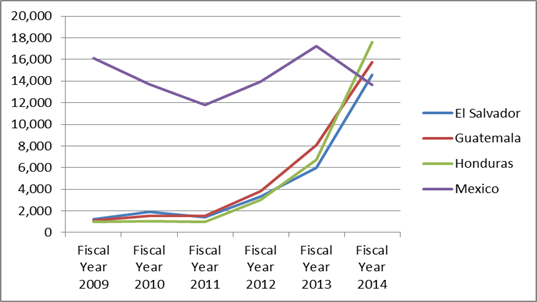 20,000
18,000
16,000
14,000
12,000
10,000
8,000
6,000
4,000
2,000
0
Fiscal Year 2009
Fiscal Year 2010
Fiscal Year 2011
Fiscal Year 2012
Fiscal Year 2013
Fiscal Year 2014
El Salvador
Guatemala
Honduras
Mexico